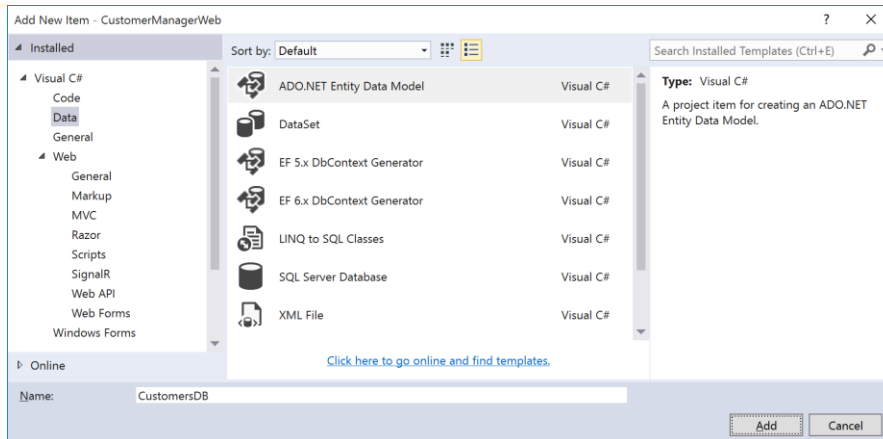 Add New Item - CustomerManagerWeb
? ×
Installed
Sort by: Default
Search Installed Templates (Ctrl+E)
Visual C#
Code
Data
General
Web
General
Markup
MVC
Razor
Scripts
SignalR
Web API
Web Forms
Windows Forms
Online
ADO.NET Entity Data Model Visual C#
DataSet Visual C#
EF 5.x DbContext Generator Visual C#
EF 6.x DbContext Generator Visual C#
LINQ to SQL Classes Visual C#
SQL Server Database Visual C#
XML File Visual C#
Click here to go online and find templates.
Type: Visual C#
A project item for creating an ADO.NET
Entity Data Model.
Name: CustomersDB
Add Cancel